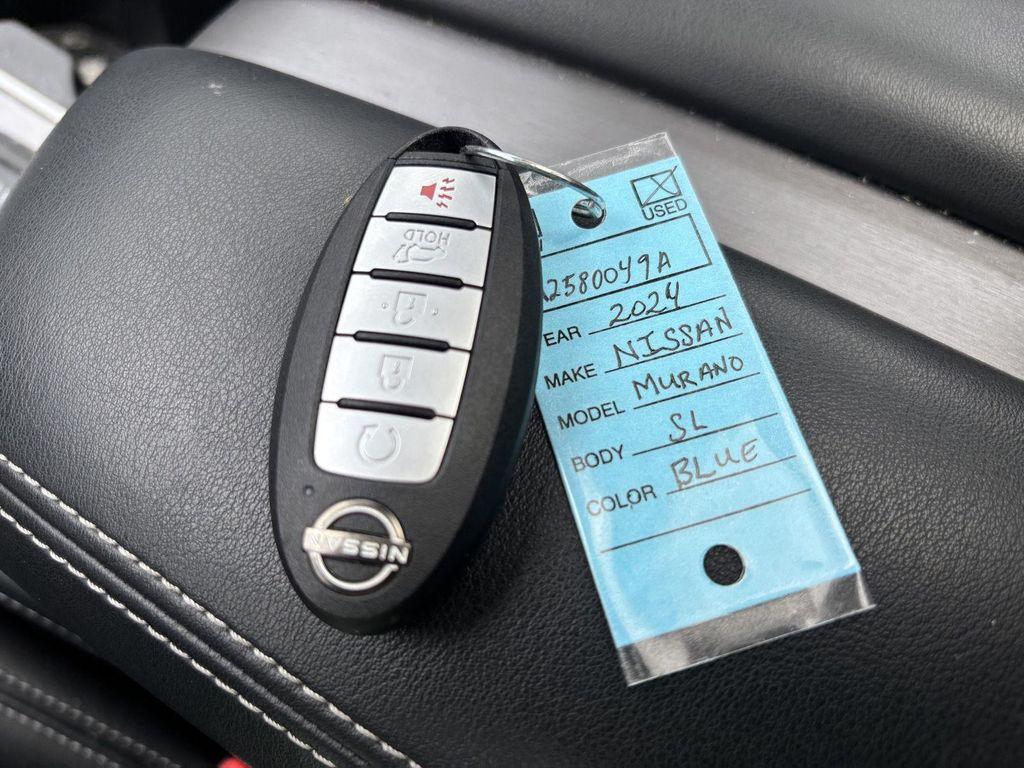 HOLD
NISSAN
USED
2580049A
EAR 2024
MAKE NISSAN
MODEL MURANO
BODY SL
COLOR BLUE